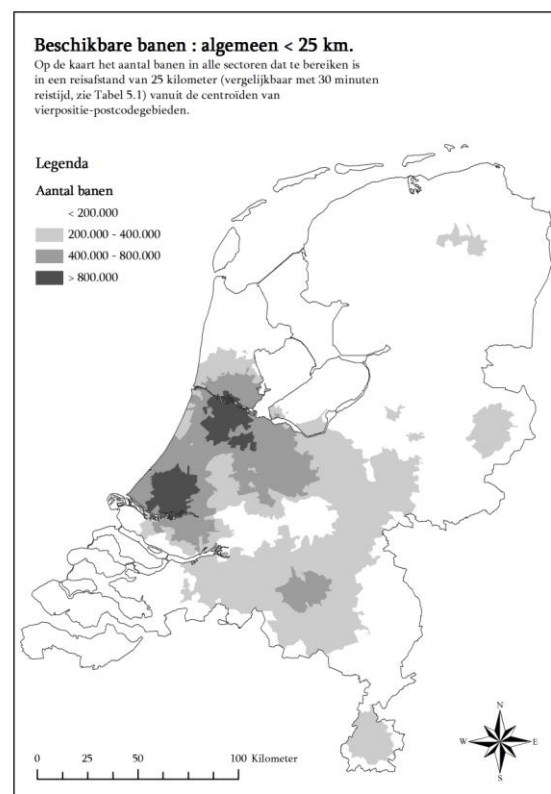 Beschikbare banen : algemeen < 25 km.
Op de kaart het aantal banen in alle sectoren dat te bereiken is
in een reisafstand van 25 kilometer (vergelijkbaar met 30 minuten
reistijd, zie Tabel 5.1) vanuit de centroïden van
vierpositie-postcodegebieden.
Legenda
Aantal banen
< 200.000
200.000 - 400.000
400.000 - 800.000
> 800.000
0 25 50 100 Kilometer
N
W E
S